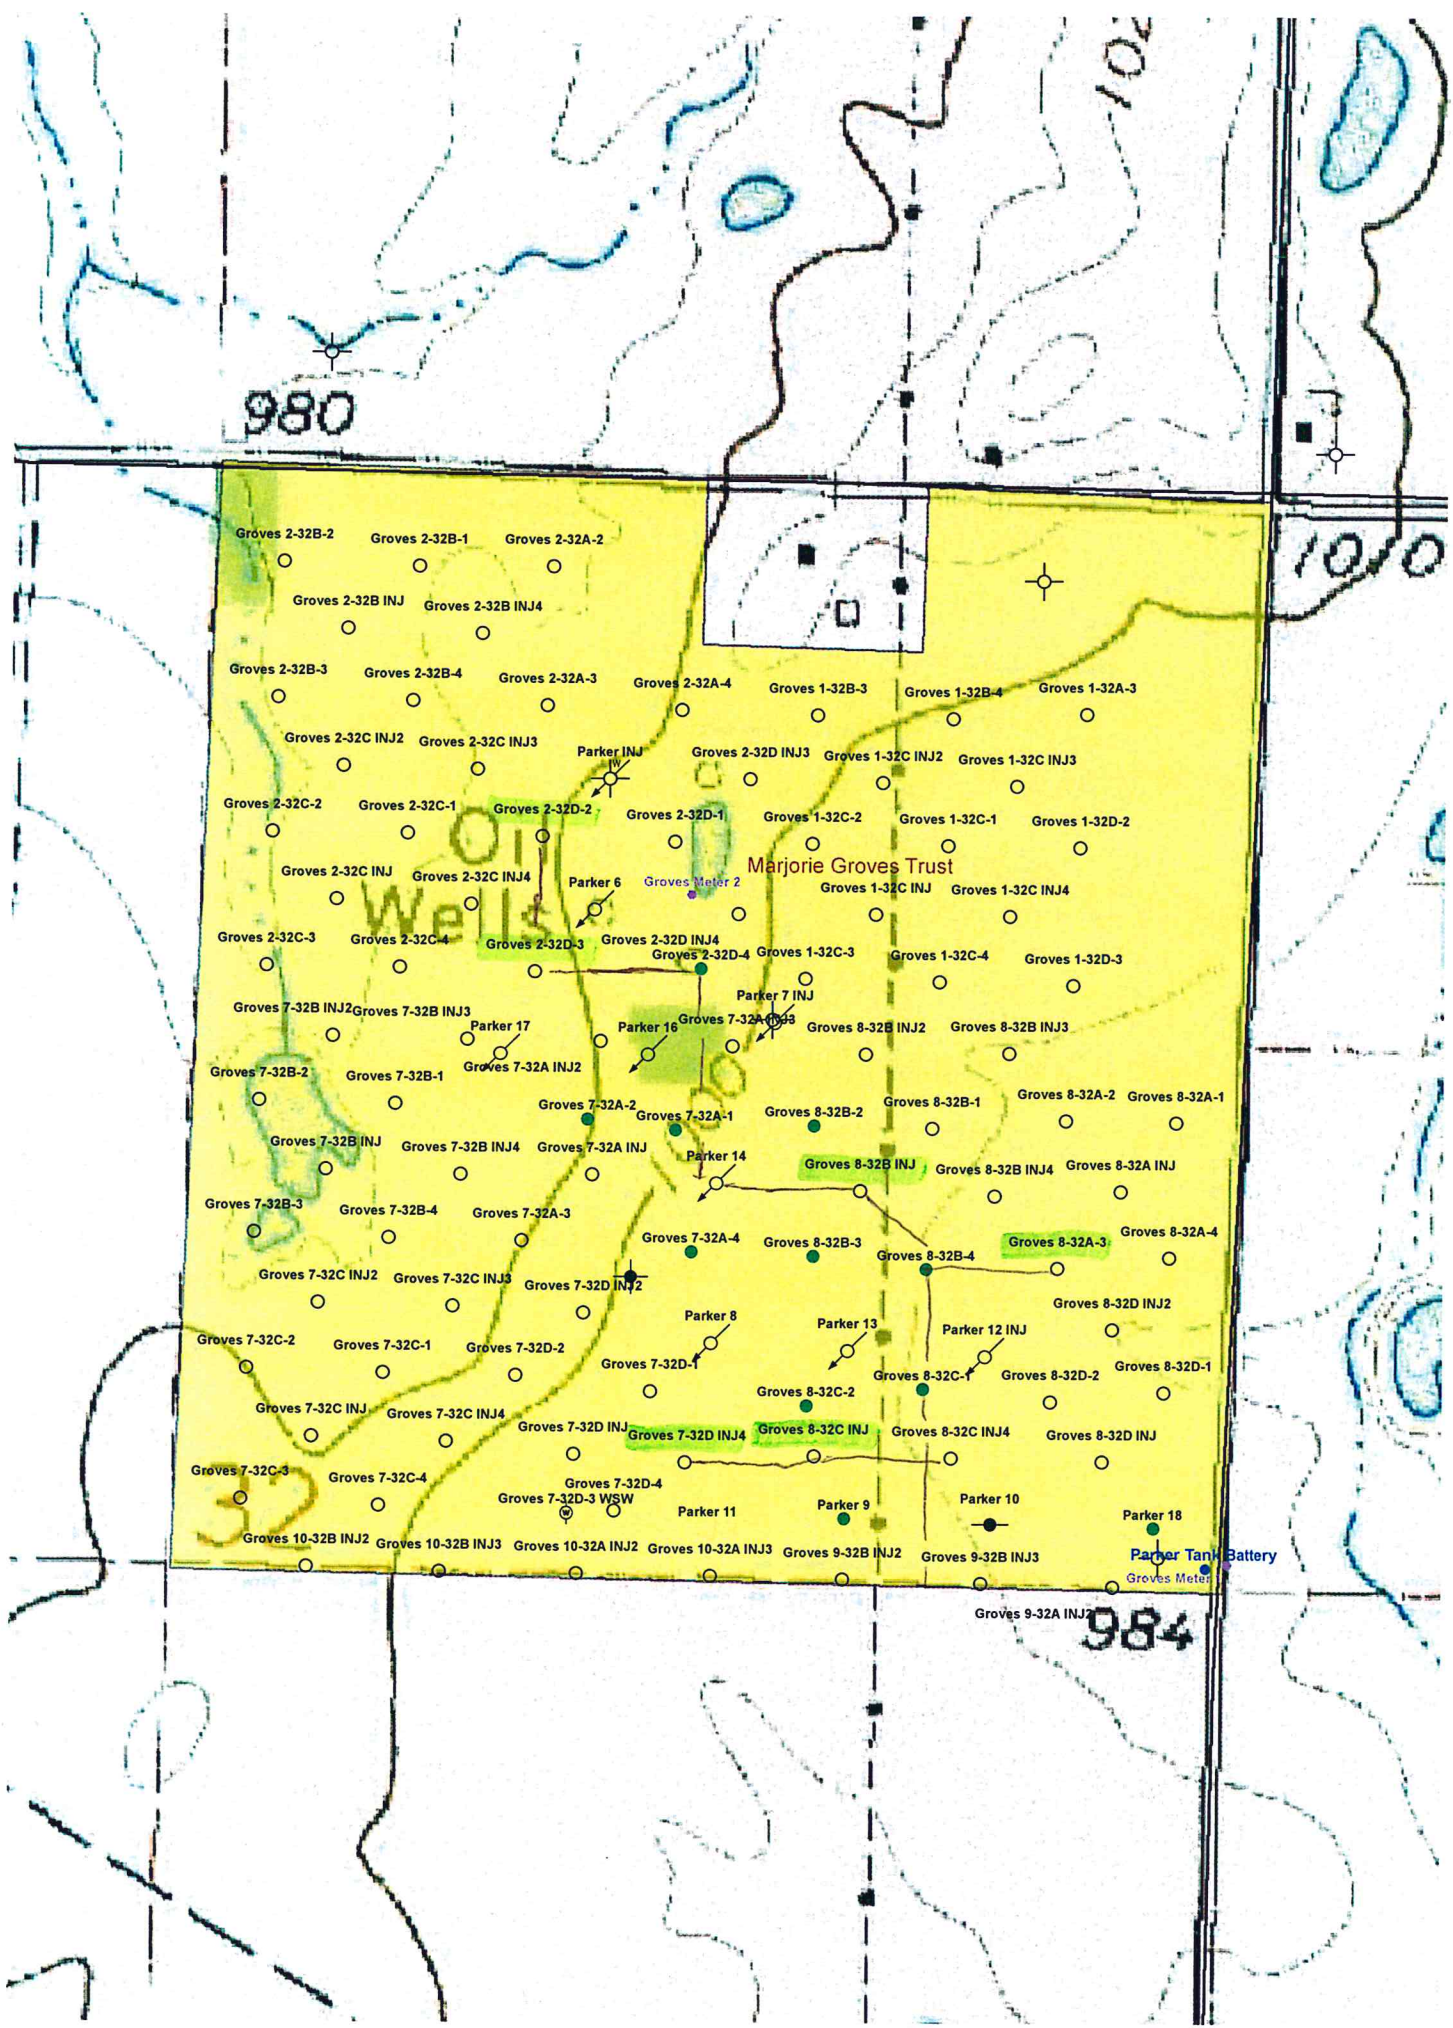 102
980
1010
Groves 2-32B-2
Groves 2-32B-1
Groves 2-32A-2
Groves 2-32B INJ
Groves 2-32B INJ4
Groves 2-32B-3
Groves 2-32B-4
Groves 2-32A-3
Groves 2-32A-4
Groves 1-32B-3
Groves 1-32B-4
Groves 1-32A-3
Groves 2-32C INJ2
Groves 2-32C INJ3
Parker INJ
W
Groves 2-32D INJ3
Groves 1-32C INJ2
Groves 1-32C INJ3
Groves 2-32C-2
Groves 2-32C-1
Groves 2-32D-2
Groves 2-32D-1
Groves 1-32C-2
Groves 1-32C-1
Groves 1-32D-2
Oil
Wells
Marjorie Groves Trust
Groves 2-32C INJ
Groves 2-32C INJ4
Parker 6
Groves Meter 2
Groves 1-32C INJ
Groves 1-32C INJ4
Groves 2-32C-3
Groves 2-32C-4
Groves 2-32D-3
Groves 2-32D INJ4
Groves 2-32D-4
Groves 1-32C-3
Groves 1-32C-4
Groves 1-32D-3
Parker 7 INJ
Groves 7-32B INJ2
Groves 7-32B INJ3
Parker 17
Parker 16
Groves 7-32A INJ3
Groves 8-32B INJ2
Groves 8-32B INJ3
Groves 7-32A INJ2
Groves 7-32B-2
Groves 7-32B-1
Groves 7-32A-2
Groves 7-32A-1
Groves 8-32B-2
Groves 8-32B-1
Groves 8-32A-2
Groves 8-32A-1
1000
Groves 7-32B INJ
Groves 7-32B INJ4
Groves 7-32A INJ
Parker 14
Groves 8-32B INJ
Groves 8-32B INJ4
Groves 8-32A INJ
Groves 7-32B-3
Groves 7-32B-4
Groves 7-32A-3
Groves 7-32A-4
Groves 8-32B-3
Groves 8-32B-4
Groves 8-32A-3
Groves 8-32A-4
Groves 7-32C INJ2
Groves 7-32C INJ3
Groves 7-32D INJ2
Groves 8-32D INJ2
Parker 8
Parker 13
Parker 12 INJ
Groves 7-32C-2
Groves 7-32C-1
Groves 7-32D-2
Groves 7-32D-1
Groves 8-32C-2
Groves 8-32C-1
Groves 8-32D-2
Groves 8-32D-1
Groves 7-32C INJ
Groves 7-32C INJ4
Groves 7-32D INJ
Groves 7-32D INJ4
Groves 8-32C INJ
Groves 8-32C INJ4
Groves 8-32D INJ
32
Groves 7-32C-3
Groves 7-32C-4
Groves 7-32D-4
Groves 7-32D-3 WSW
W
Parker 11
Parker 9
Parker 10
Parker 18
Groves 10-32B INJ2
Groves 10-32B INJ3
Groves 10-32A INJ2
Groves 10-32A INJ3
Groves 9-32B INJ2
Groves 9-32B INJ3
Parker Tank Battery
Groves Meter
Groves 9-32A INJ2
984